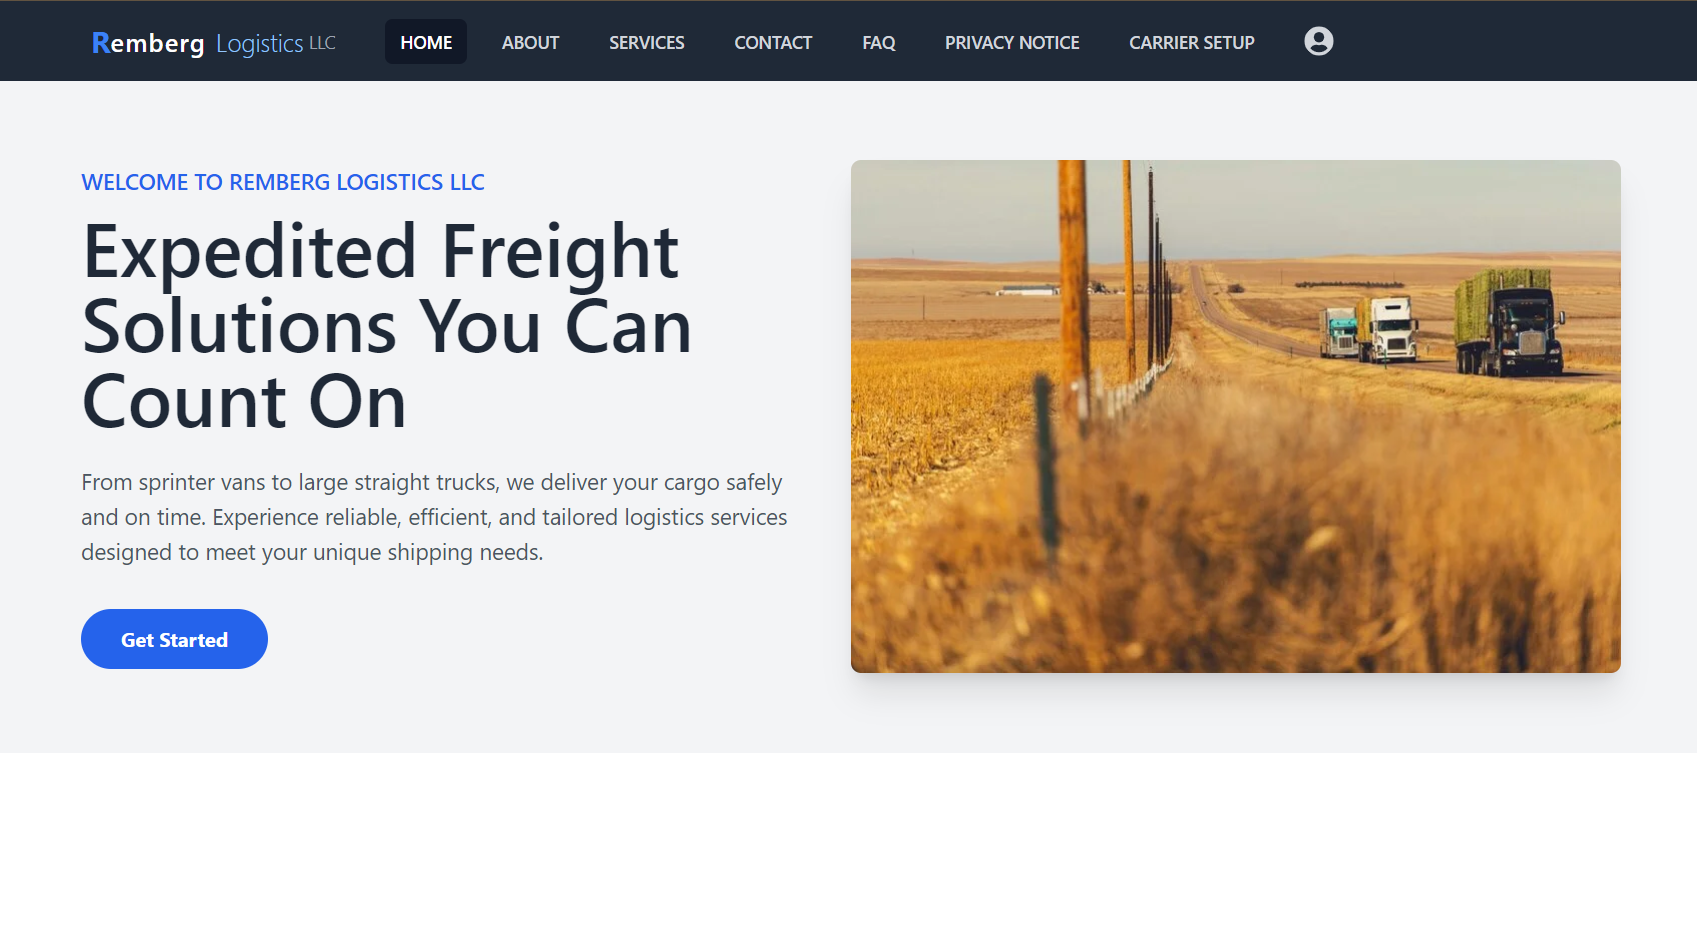 Remberg Logistics LLC HOME ABOUT SERVICES CONTACT FAQ PRIVACY NOTICE CARRIER SETUP
WELCOME TO REMBERG LOGISTICS LLC
Expedited Freight
Solutions You Can
Count On
From sprinter vans to large straight trucks, we deliver your cargo safely
and on time. Experience reliable, efficient, and tailored logistics services
designed to meet your unique shipping needs.
Get Started